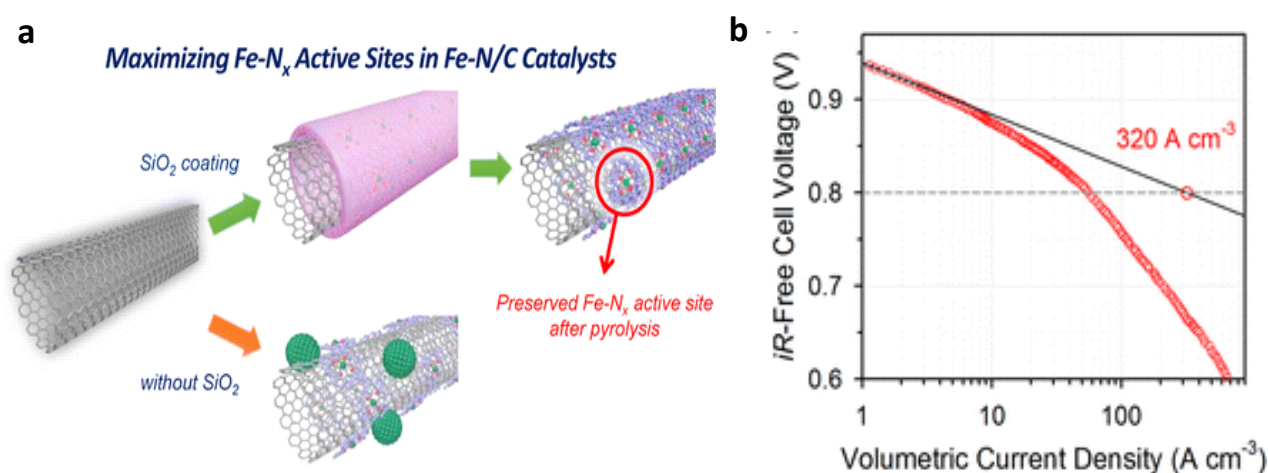 a
Maximizing Fe-Nx Active Sites in Fe-N/C Catalysts
SiO2 coating
without SiO2
Preserved Fe-Nx active site
after pyrolysis
b
iR-Free Cell Voltage (V)
0.9
0.8
0.7
0.6
320 A cm-3
1
10
100
Volumetric Current Density (A cm-3)